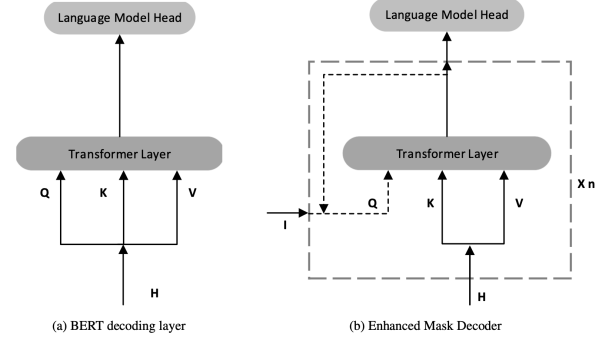 Language Model Head
Transformer Layer
Q
K
V
H
(a) BERT decoding layer
Language Model Head
Transformer Layer
X n
Q
K
V
I
H
(b) Enhanced Mask Decoder